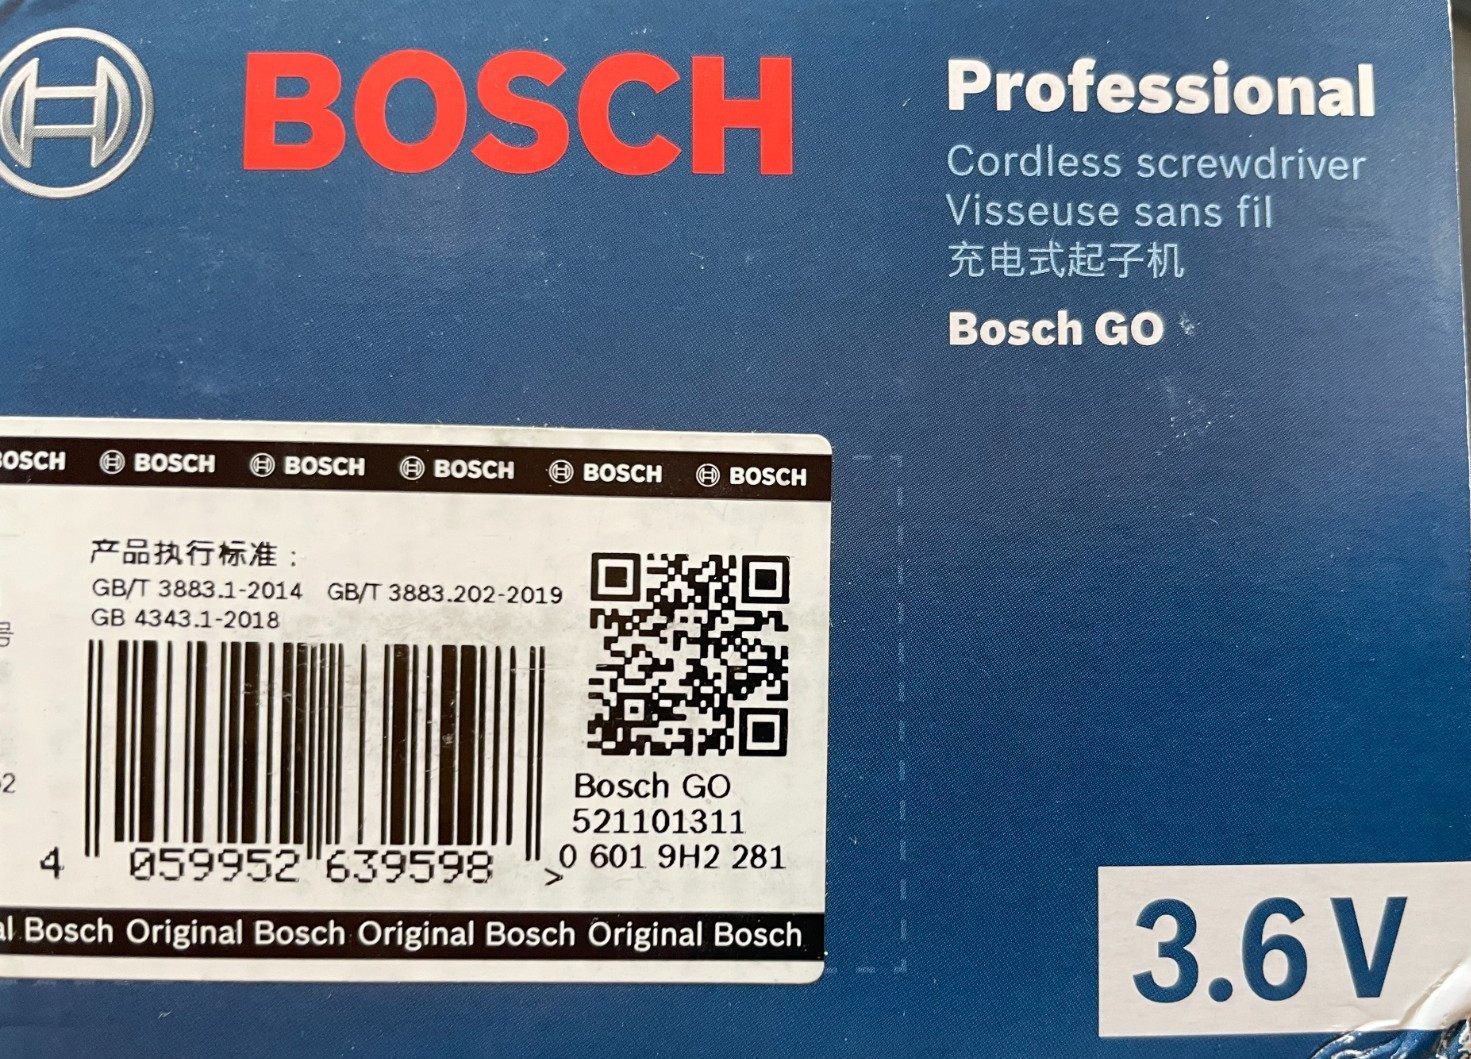 BOSCH
Professional
Cordless screwdriver
Visseuse sans fil
充电式起子机
Bosch GO
BOSCH BOSCH BOSCH BOSCH BOSCH BOSCH
产品执行标准：
GB/T 3883.1-2014 GB/T 3883.202-2019
GB 4343.1-2018
号
2
4 059952 639598 >
Bosch GO
521101311
0 601 9H2 281
al Bosch Original Bosch Original Bosch Original Bosch
3.6 V